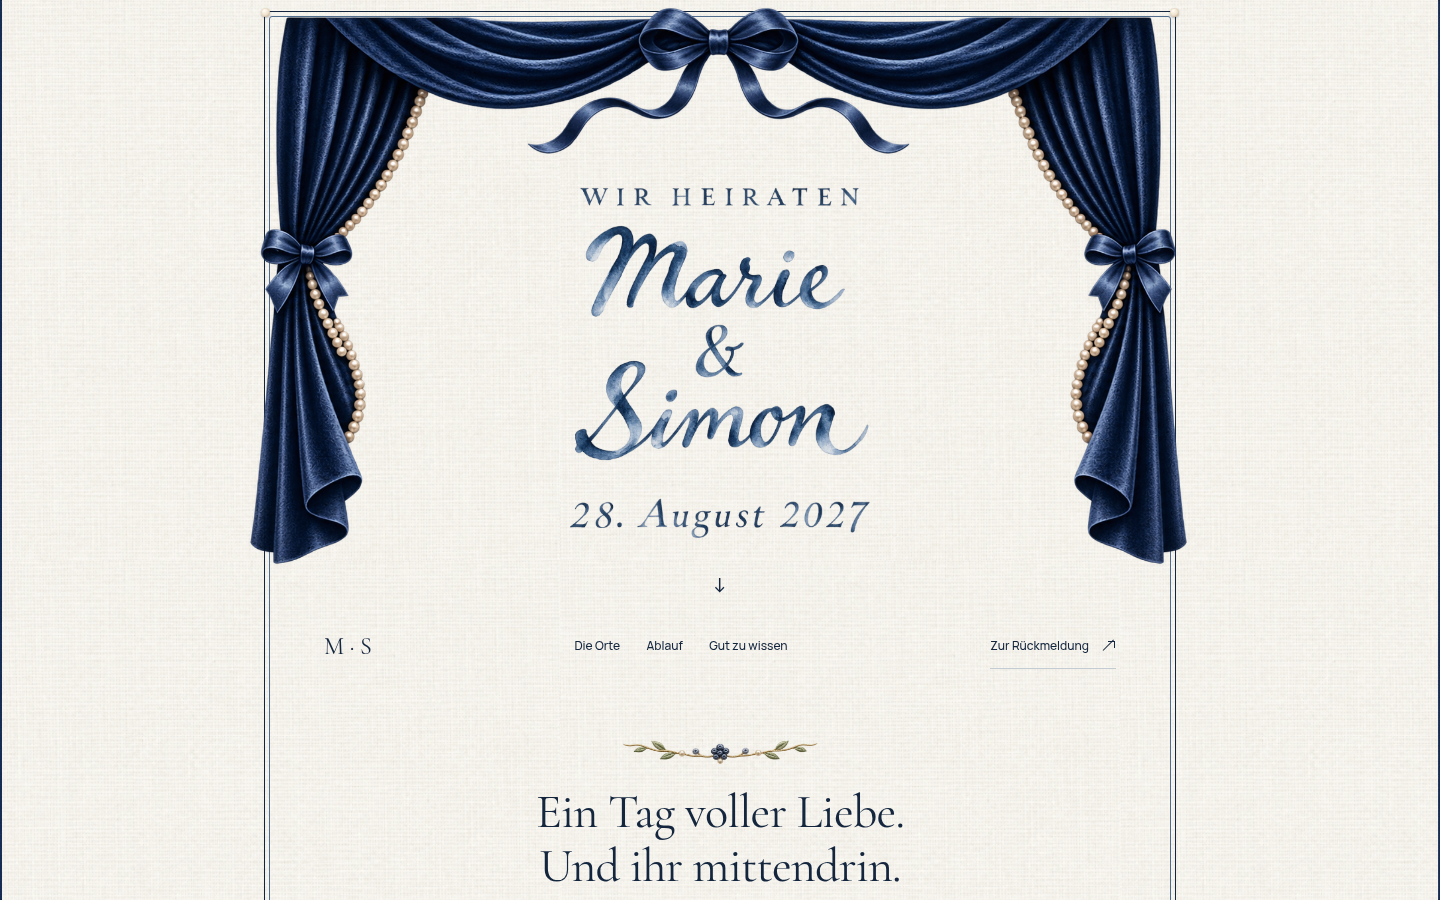 WIR HEIRATEN
Marie
&
Simon
28. August 2027
↓
M · S
Die Orte
Ablauf
Gut zu wissen
Zur Rückmeldung
Ein Tag voller Liebe.
Und ihr mittendrin.